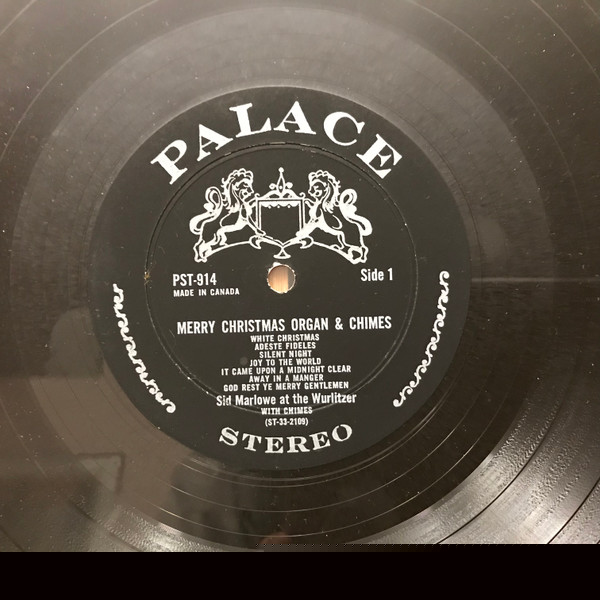 PALACE
PST-914
Side 1
MADE IN CANADA
MERRY CHRISTMAS ORGAN & CHIMES
WHITE CHRISTMAS
ADESTE FIDELES
SILENT NIGHT
JOY TO THE WORLD
IT CAME UPON A MIDNIGHT CLEAR
AWAY IN A MANGER
GOD REST YE MERRY GENTLEMEN
Sid Marlowe at the Wurlitzer
WITH CHIMES
(ST-33-2109)
STEREO